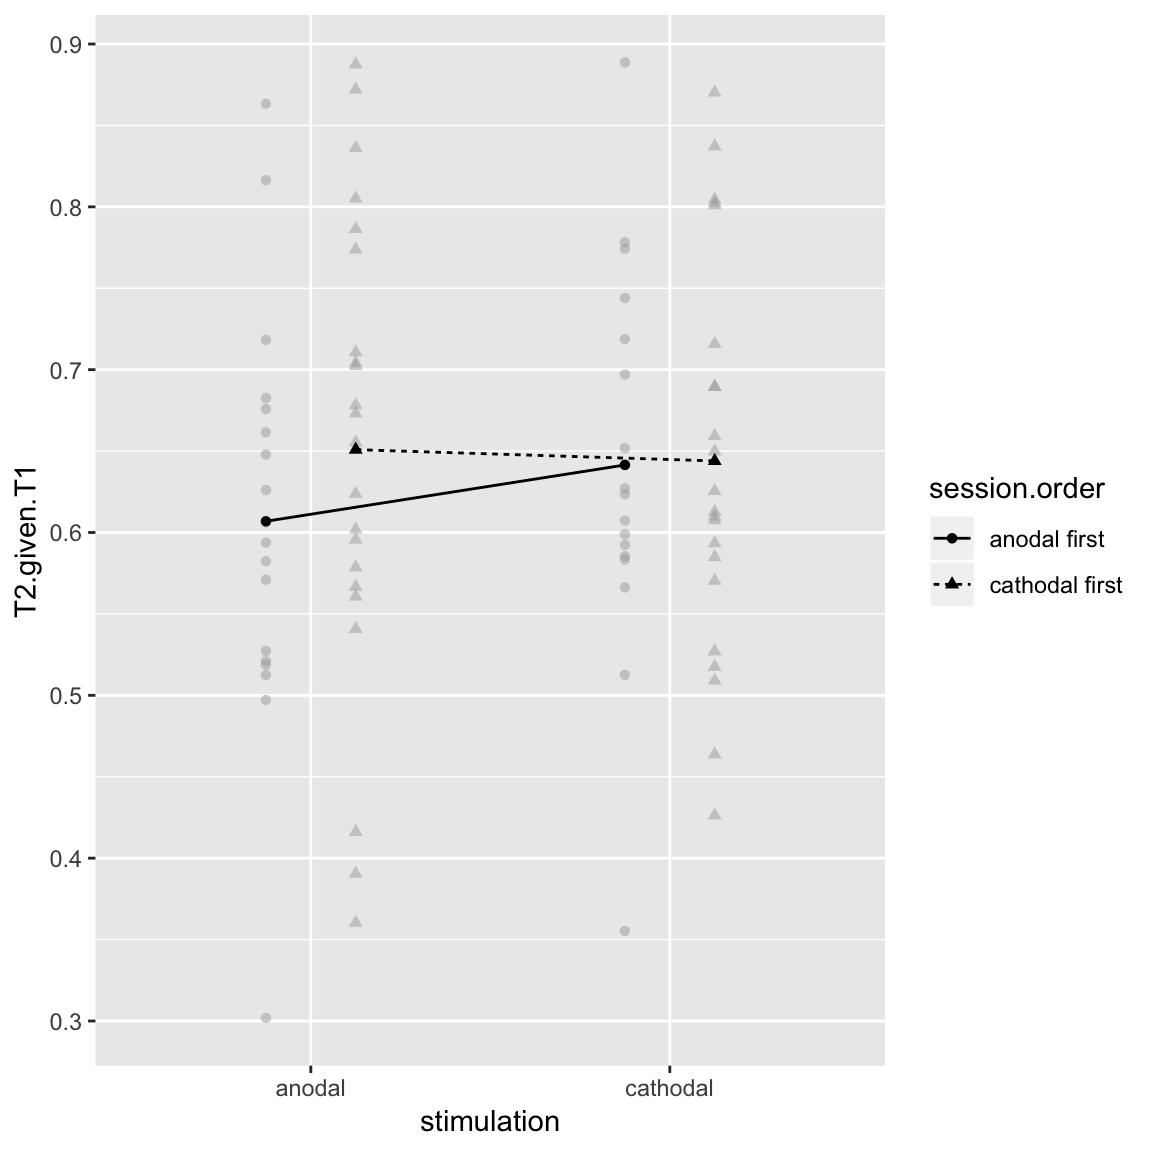 0.9
0.8
0.7
0.6
0.5
0.4
0.3
T2.given.T1
anodal
cathodal
stimulation
session.order
anodal first
cathodal first